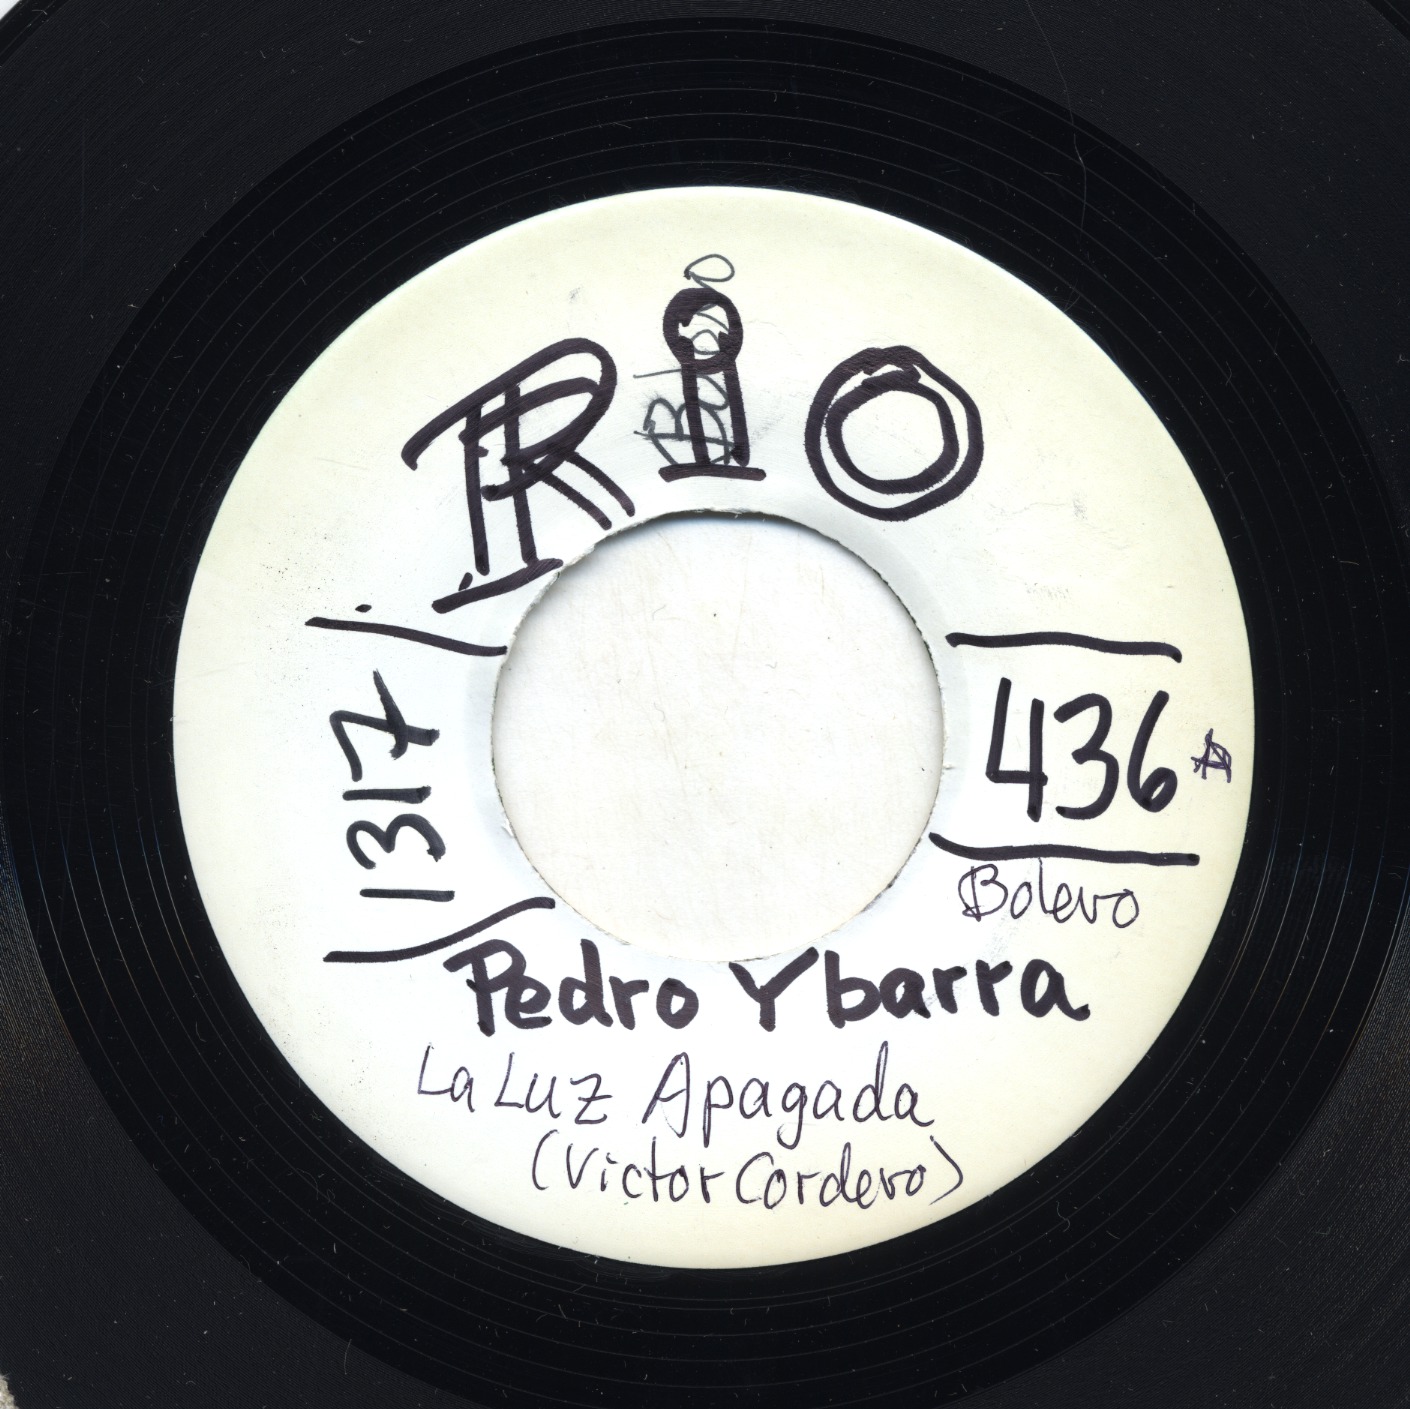 RiO
1317
436 A
Bolero
Pedro Ybarra
La Luz Apagada
(Victor Cordero)